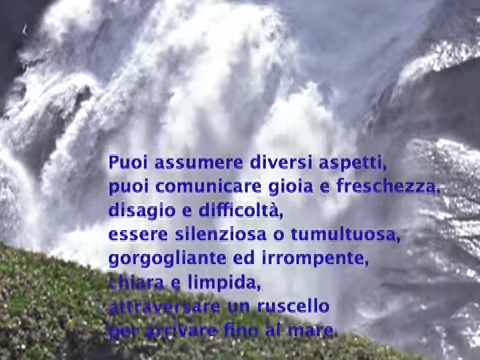 Puoi assumere diversi aspetti,
puoi comunicare gioia e freschezza,
disagio e difficoltà,
essere silenziosa o tumultuosa,
gorgogliante ed irrompente,
chiara e limpida,
attraversare un ruscello
per arrivare fino al mare.